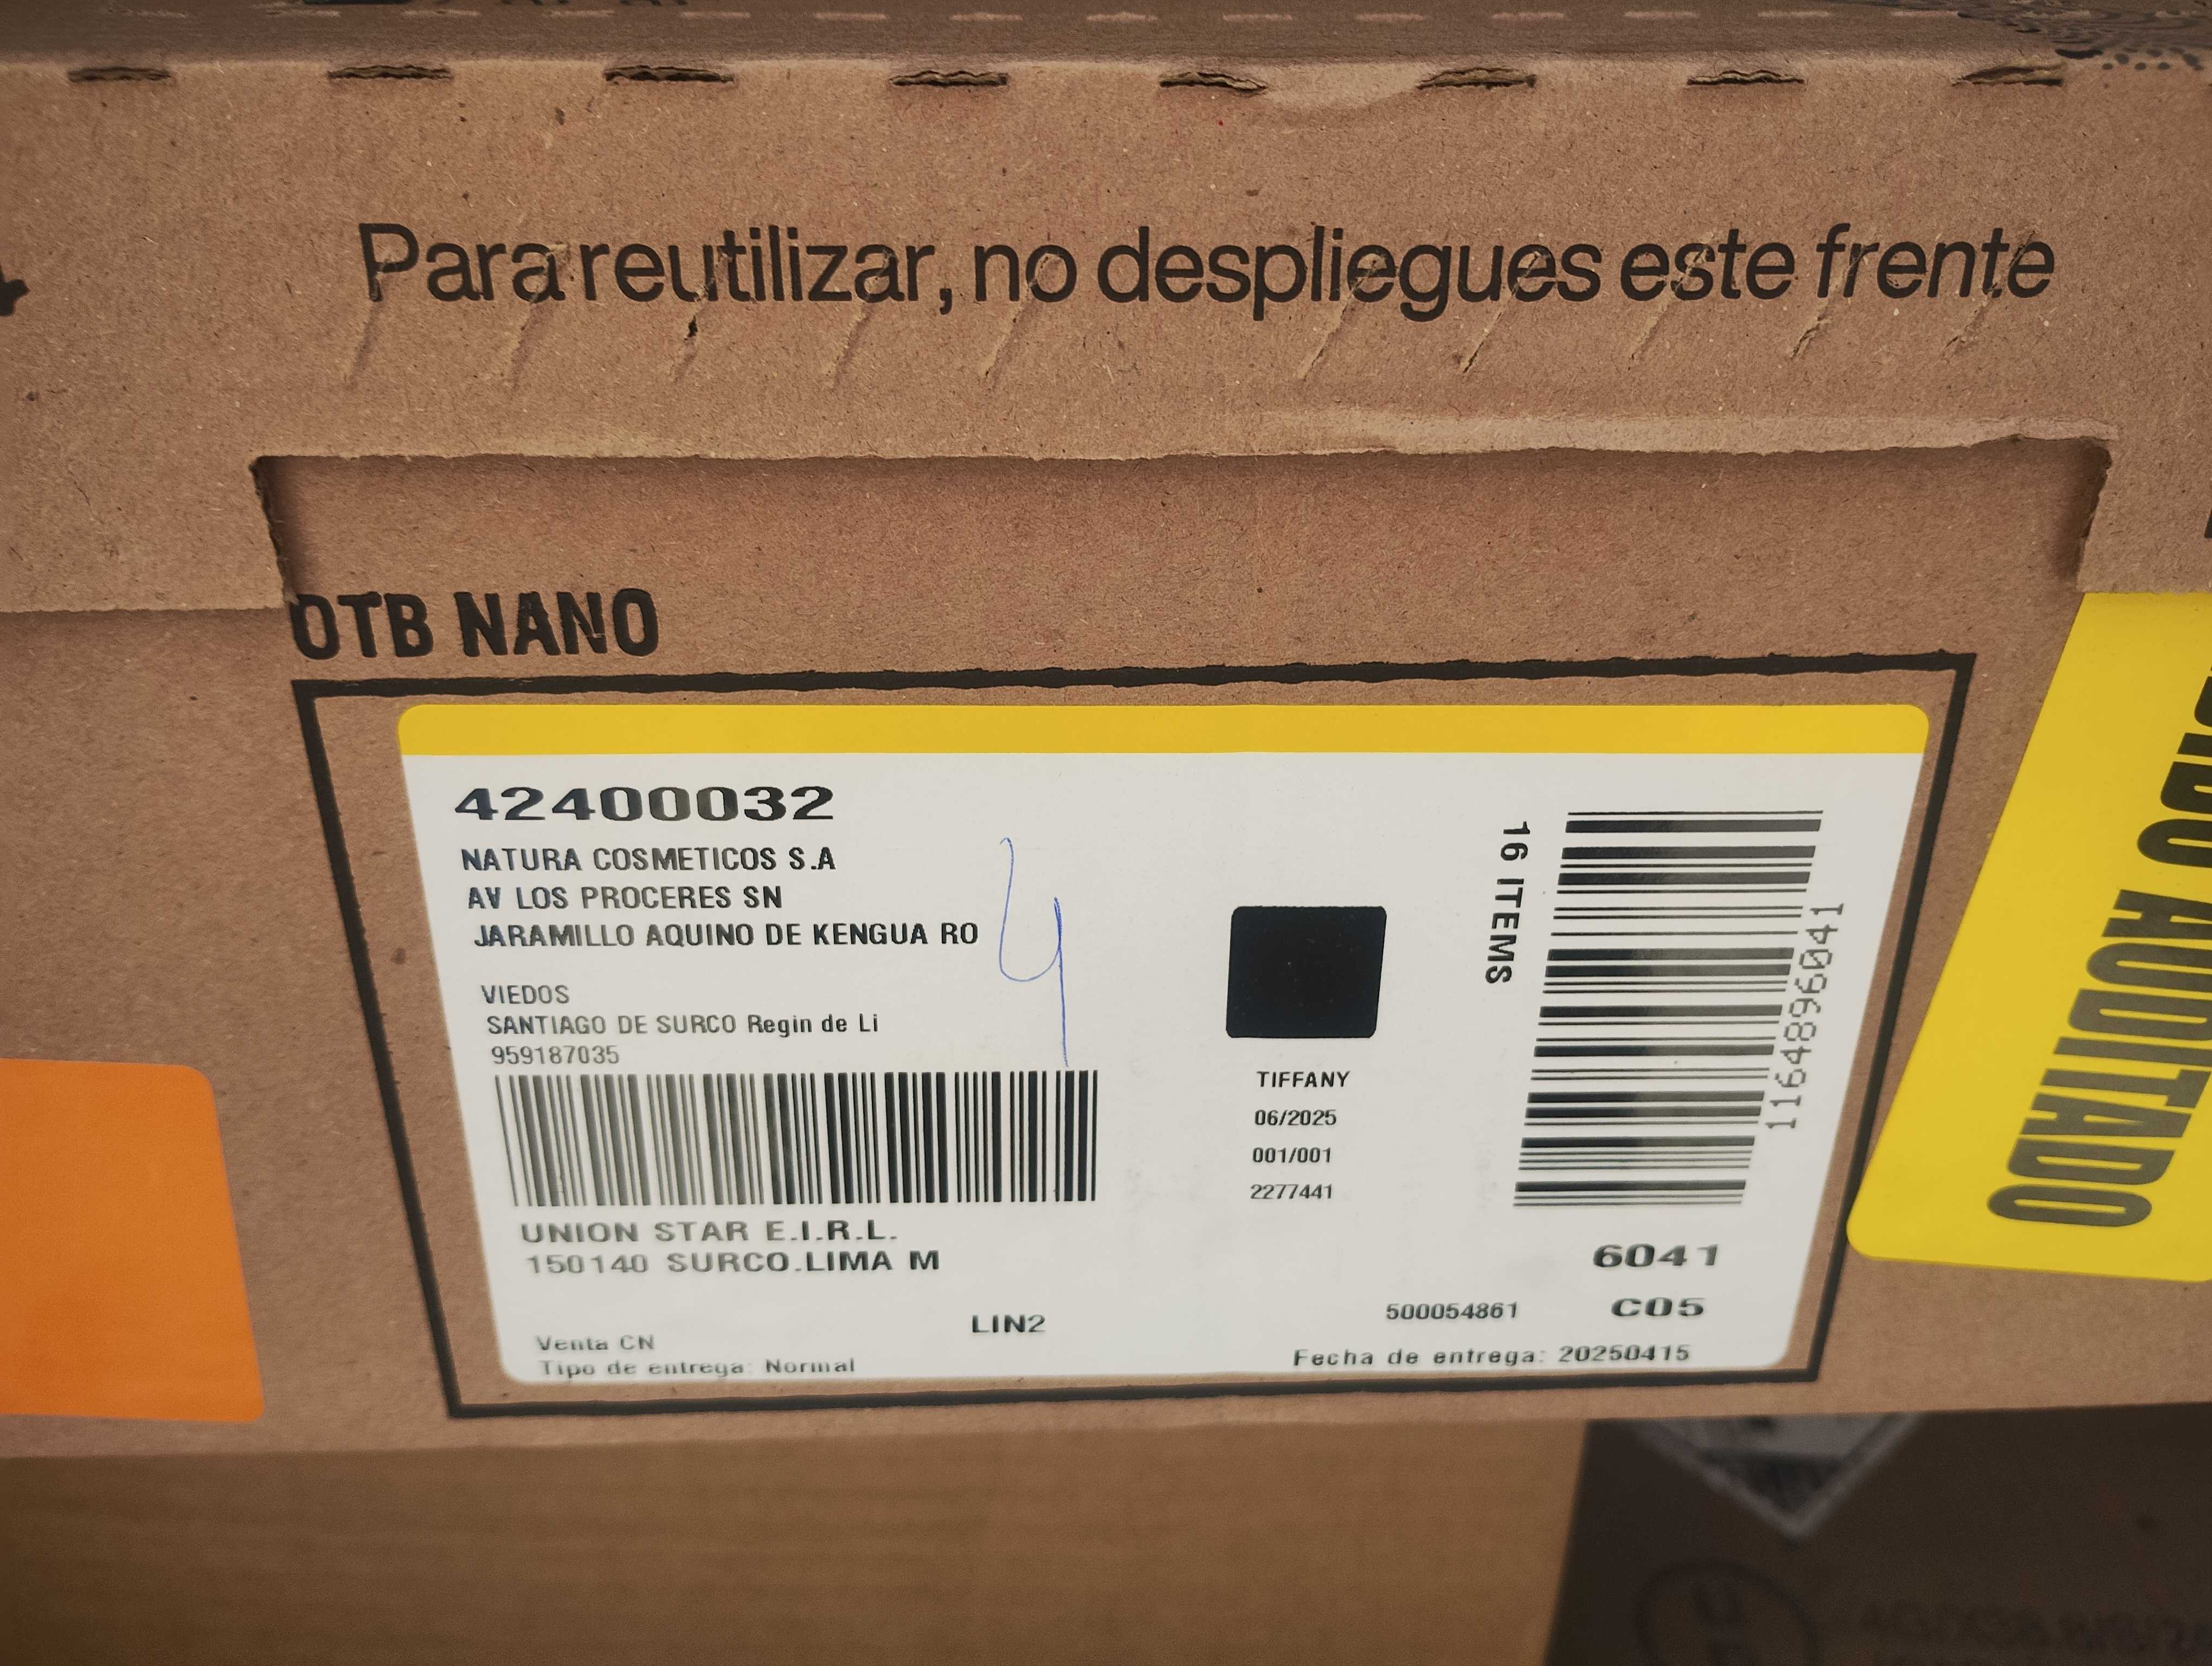 Para reutilizar, no despliegues este frente
OTB NANO
42400032
NATURA COSMETICOS S.A
AV LOS PROCERES SN
JARAMILLO AQUINO DE KENGUA RO
4
VIEDOS
SANTIAGO DE SURCO Regin de Li
959187035
UNION STAR E.I.R.L.
150140 SURCO.LIMA M
LIN2
Venta CN
Tipo de entrega: Normal
TIFFANY
06/2025
001/001
2277441
16 ITEMS
1164896041
6041
500054861 C05
Fecha de entrega: 20250415
AUDITADO